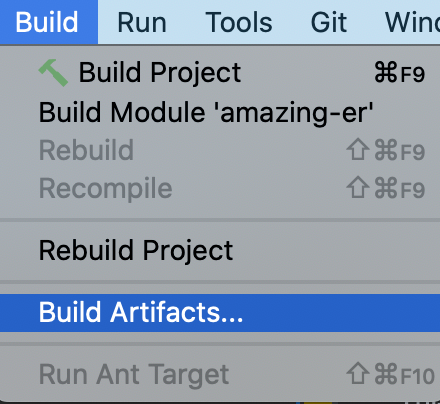 Build Run Tools Git
Build Project ⌘F9
Build Module 'amazing-er'
Rebuild ⇧⌘F9
Recompile ⇧⌘F9
Rebuild Project
Build Artifacts...
Run Ant Target ⇧⌘F10